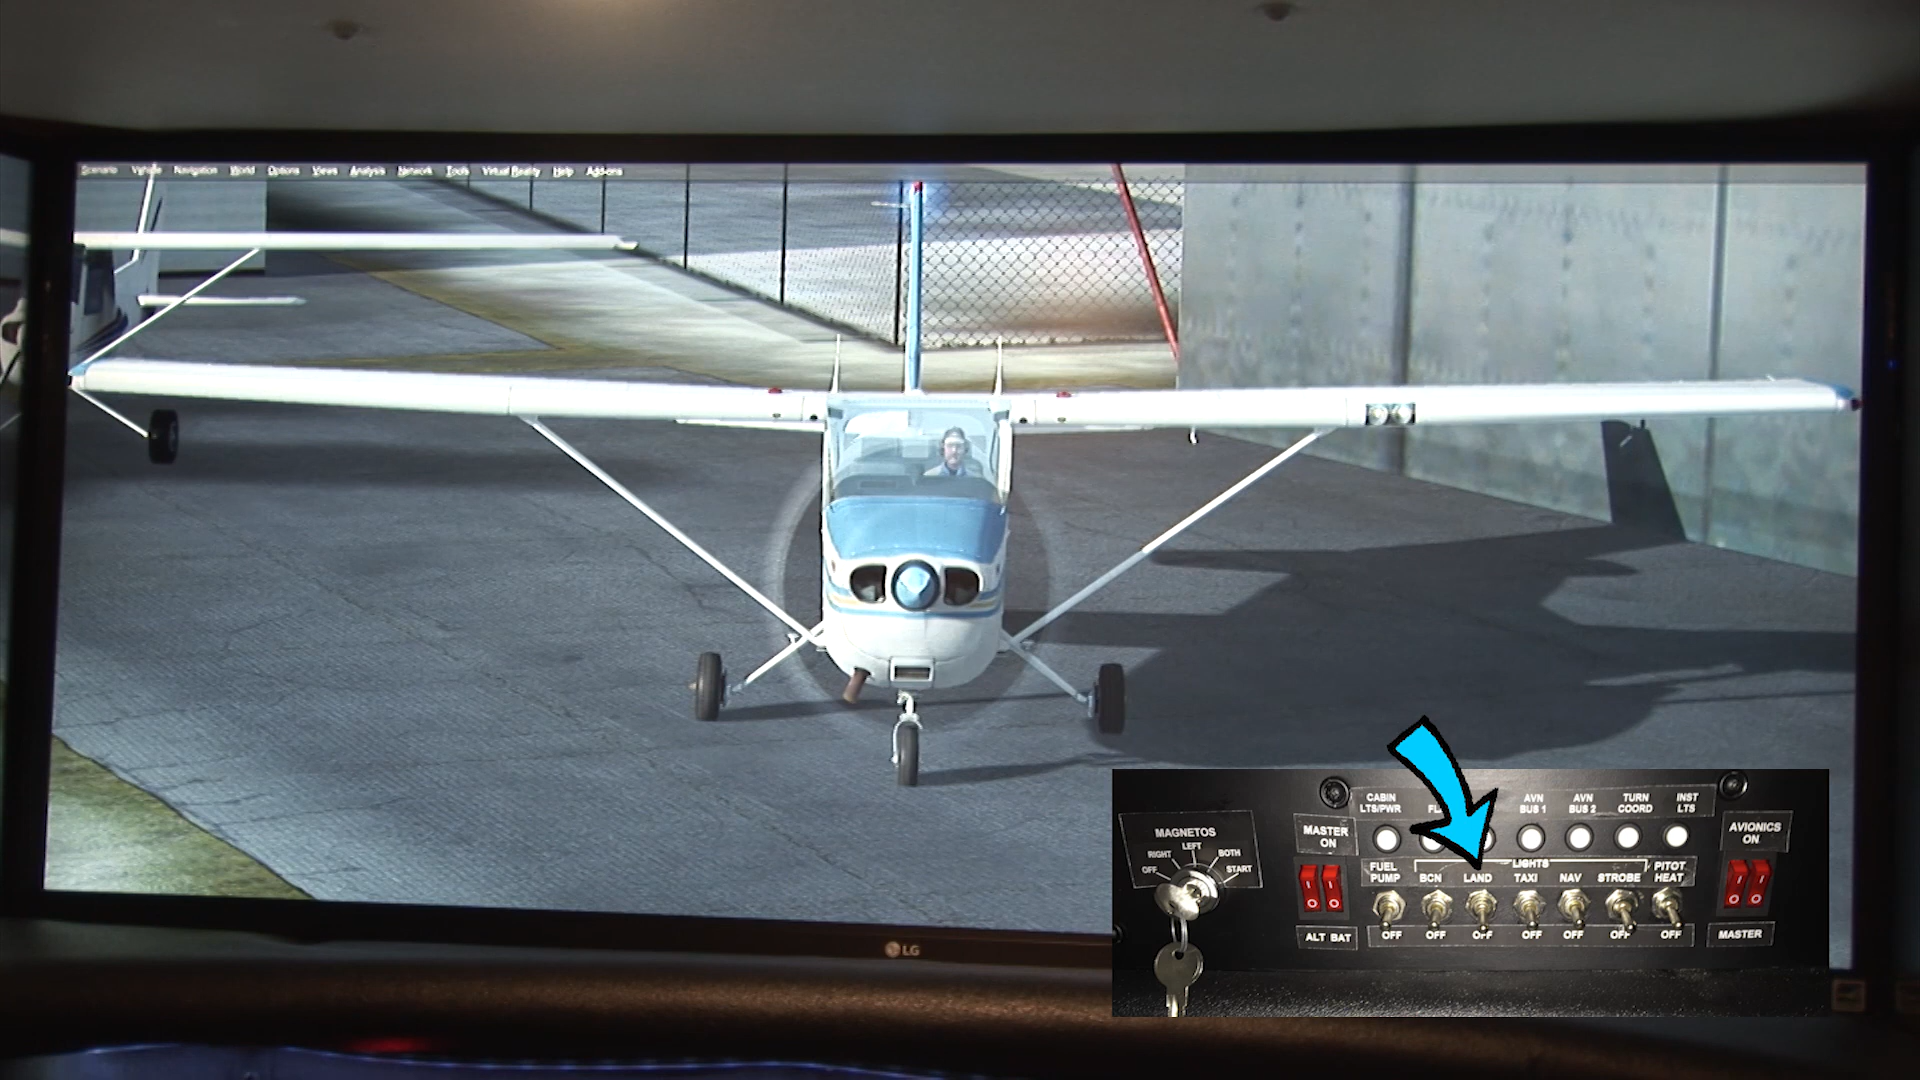 Scenario Vehicle Navigation World Options Views Analysis Network Tools Virtual Reality Help Add-ons
CABIN
LTS/PWR
AVN
BUS 1
AVN
BUS 2
TURN
COORD
INST
LTS
MAGNETOS
OFF RIGHT LEFT BOTH START
MASTER
ON
AVIONICS
ON
LIGHTS
FUEL
PUMP
BCN LAND TAXI NAV STROBE
PITOT
HEAT
ALT BAT
OFF OFF OFF OFF OFF OFF OFF
MASTER
LG